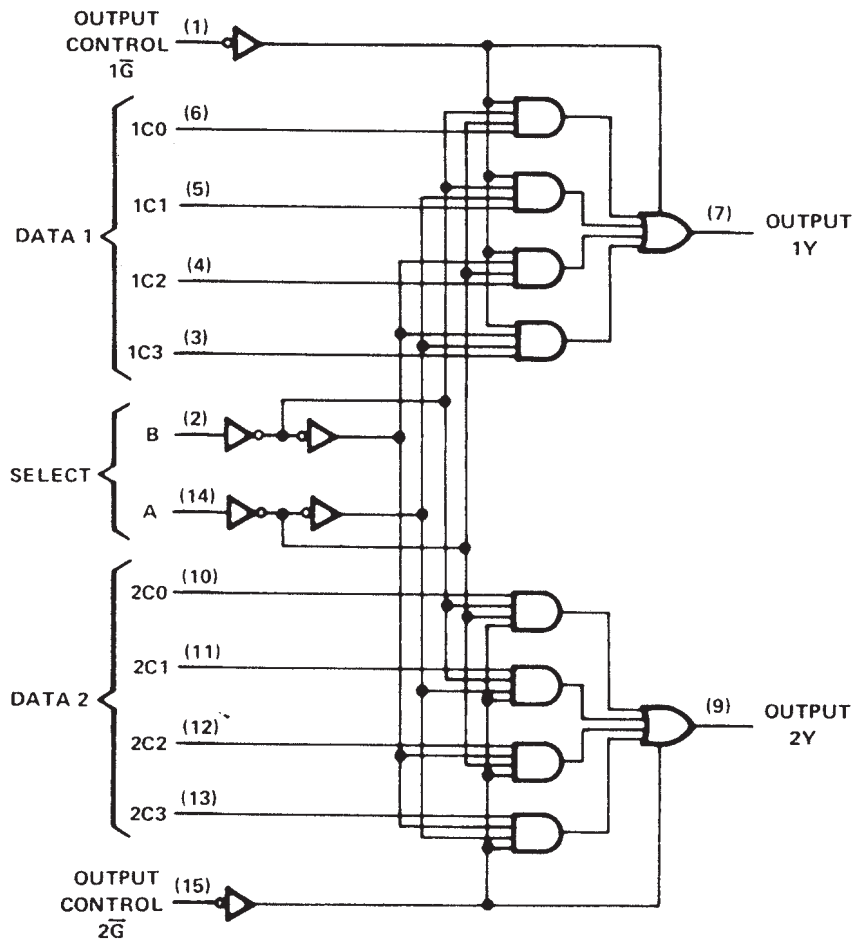 OUTPUT
CONTROL
1G̅
(1)
1C0
(6)
1C1
(5)
DATA 1
1C2
(4)
1C3
(3)
(7)
OUTPUT
1Y
B
(2)
SELECT
A
(14)
2C0
(10)
2C1
(11)
DATA 2
2C2
(12)
2C3
(13)
(9)
OUTPUT
2Y
OUTPUT
CONTROL
2G̅
(15)